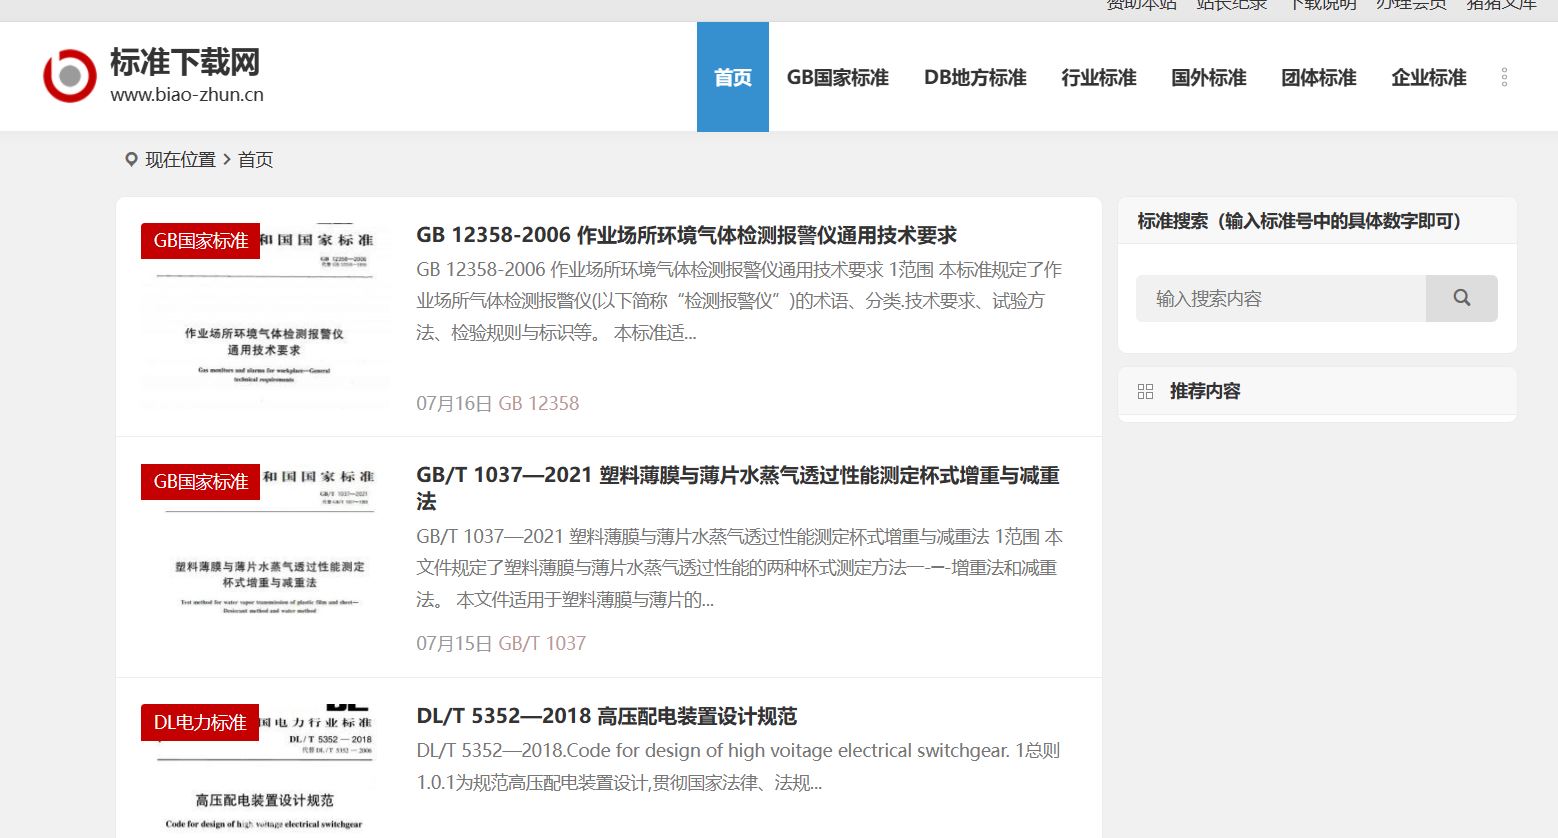 赞助本站 站长纪录 下载说明 办理会员 猪猪文库
标准下载网
www.biao-zhun.cn
首页 GB国家标准 DB地方标准 行业标准 国外标准 团体标准 企业标准
现在位置 > 首页
GB国家标准
和国国家标准
GB 12358—2006
作业场所环境气体检测报警仪
通用技术要求
Gas monitors and alarms for workplace—General
technical requirements
GB 12358-2006 作业场所环境气体检测报警仪通用技术要求
GB 12358-2006 作业场所环境气体检测报警仪通用技术要求 1范围 本标准规定了作
业场所气体检测报警仪(以下简称“检测报警仪”)的术语、分类.技术要求、试验方
法、检验规则与标识等。 本标准适...
07月16日 GB 12358
标准搜索（输入标准号中的具体数字即可）
输入搜索内容
推荐内容
GB国家标准
和国国家标准
GB/T 1037—2021
塑料薄膜与薄片水蒸气透过性能测定
杯式增重与减重法
Test method for water vapor transmission of plastic film and sheet—
Desiccant method and water method
GB/T 1037—2021 塑料薄膜与薄片水蒸气透过性能测定杯式增重与减重
法
GB/T 1037—2021 塑料薄膜与薄片水蒸气透过性能测定杯式增重与减重法 1范围 本
文件规定了塑料薄膜与薄片水蒸气透过性能的两种杯式测定方法一-一-增重法和减重
法。 本文件适用于塑料薄膜与薄片的...
07月15日 GB/T 1037
DL电力标准
DL
国电力行业标准
DL / T 5352 — 2018
代替 DL / T 5352 — 2006
高压配电装置设计规范
Code for design of high voltage electrical switchgear
DL/T 5352—2018 高压配电装置设计规范
DL/T 5352—2018.Code for design of high voitage electrical switchgear. 1总则
1.0.1为规范高压配电装置设计,贯彻国家法律、法规...